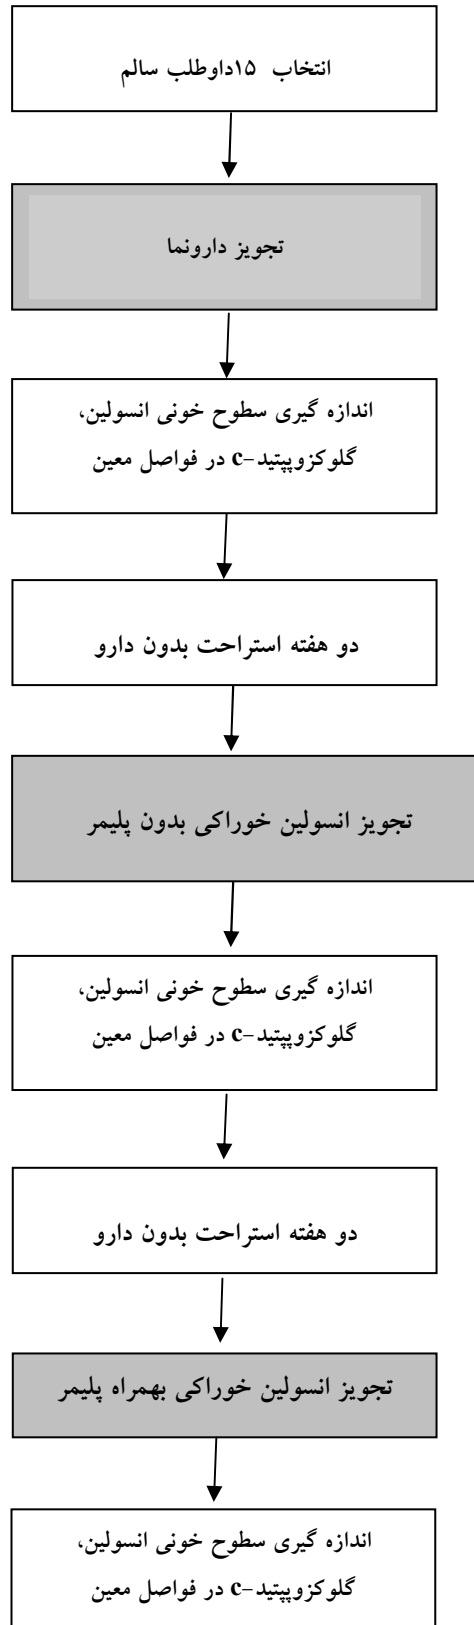 انتخاب ۱۵داوطلب سالم
تجویز دارونما
اندازه گیری سطوح خونی انسولین،
گلوکزوپپتید-c در فواصل معین
دو هفته استراحت بدون دارو
تجویز انسولین خوراکی بدون پلیمر
اندازه گیری سطوح خونی انسولین،
گلوکزوپپتید-c در فواصل معین
دو هفته استراحت بدون دارو
تجویز انسولین خوراکی بهمراه پلیمر
اندازه گیری سطوح خونی انسولین،
گلوکزوپپتید-c در فواصل معین